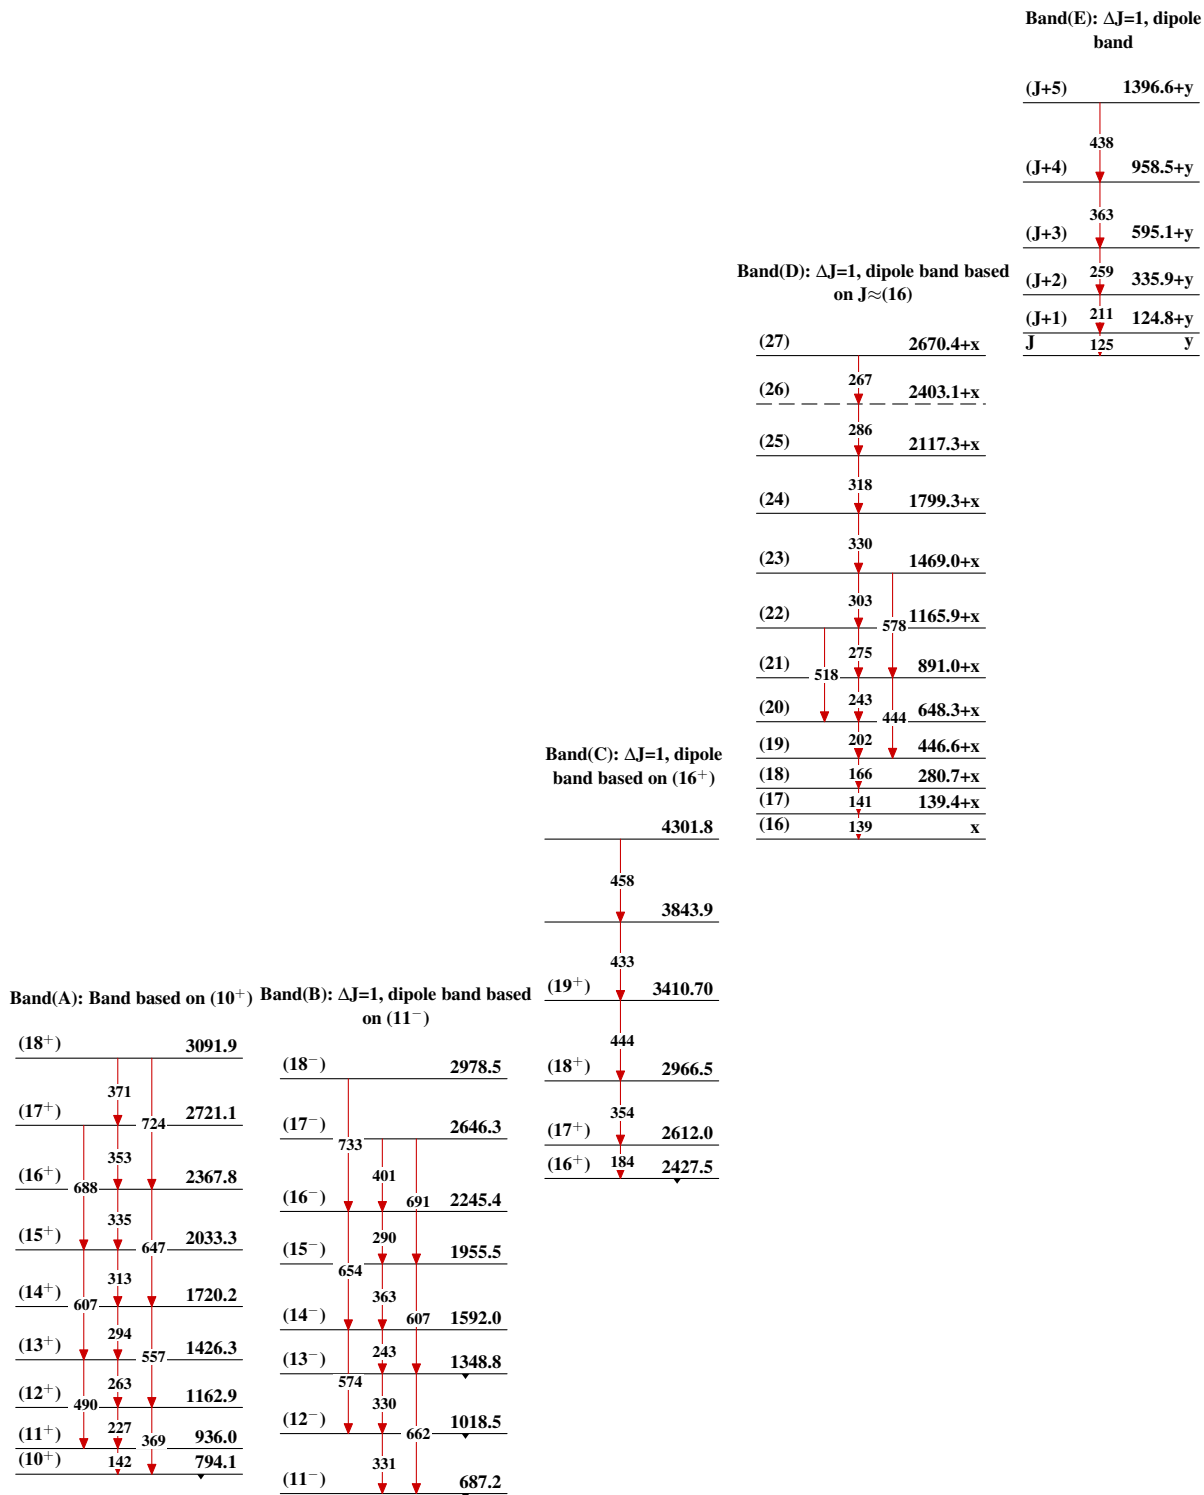 Band(E): ΔJ=1, dipole
band
(J+5) 1396.6+y
438
(J+4) 958.5+y
363
(J+3) 595.1+y
259
(J+2) 335.9+y
211
(J+1) 124.8+y
J 125 y
Band(D): ΔJ=1, dipole band based
on J≈(16)
(27) 2670.4+x
267
(26) 2403.1+x
286
(25) 2117.3+x
318
(24) 1799.3+x
330
(23) 1469.0+x
303
(22) 578 1165.9+x
275
(21) 518 891.0+x
243
(20) 444 648.3+x
202
(19) 446.6+x
166
(18) 280.7+x
141
(17) 139.4+x
(16) 139 x
Band(C): ΔJ=1, dipole
band based on (16⁺)
4301.8
458
3843.9
433
(19⁺) 3410.70
444
(18⁺) 2966.5
354
(17⁺) 2612.0
184
(16⁺) 2427.5
Band(A): Band based on (10⁺)
(18⁺) 3091.9
371
(17⁺) 724 2721.1
353
(16⁺) 688 2367.8
335
(15⁺) 647 2033.3
313
(14⁺) 607 1720.2
294
(13⁺) 557 1426.3
263
(12⁺) 490 1162.9
227
(11⁺) 369 936.0
(10⁺) 142 794.1
Band(B): ΔJ=1, dipole band based
on (11⁻)
(18⁻) 2978.5
(17⁻) 733 2646.3
401
(16⁻) 691 2245.4
290
(15⁻) 654 1955.5
363
(14⁻) 607 1592.0
243
(13⁻) 574 1348.8
330
(12⁻) 662 1018.5
331
(11⁻) 687.2